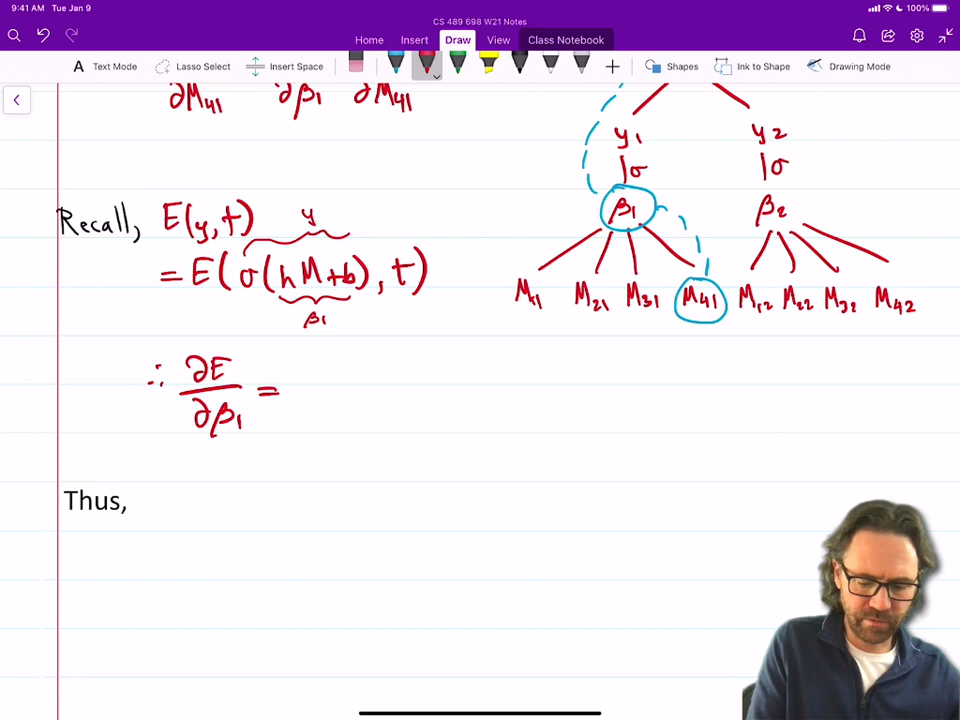 9:41 AM Tue Jan 9
100%
CS 489 698 W21 Notes
Home Insert Draw View Class Notebook
Text Mode Lasso Select Insert Space Shapes Ink to Shape Drawing Mode
∂M41 ∂β1 ∂M41
y1 y2
σ σ
β1 β2
M11 M21 M31 M41 M12 M22 M32 M42
Recall, E(y,t)
y
= E(σ(hM+b), t)
β1
∴ ∂E/∂β1 =
Thus,